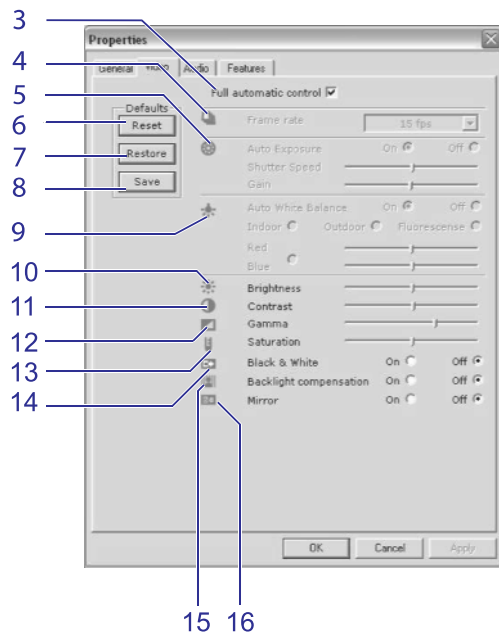 3
Properties
4
General Video Audio Features
5
Full automatic control
Defaults
6
Reset
Frame rate 15 fps
7
Restore
Auto Exposure On Off
Shutter Speed
8
Save
Gain
9
Auto White Balance On Off
Indoor Outdoor Fluorescense
Red
Blue
10
Brightness
11
Contrast
12
Gamma
13
Saturation
14
Black & White On Off
Backlight compensation On Off
Mirror On Off
OK Cancel Apply
15 16